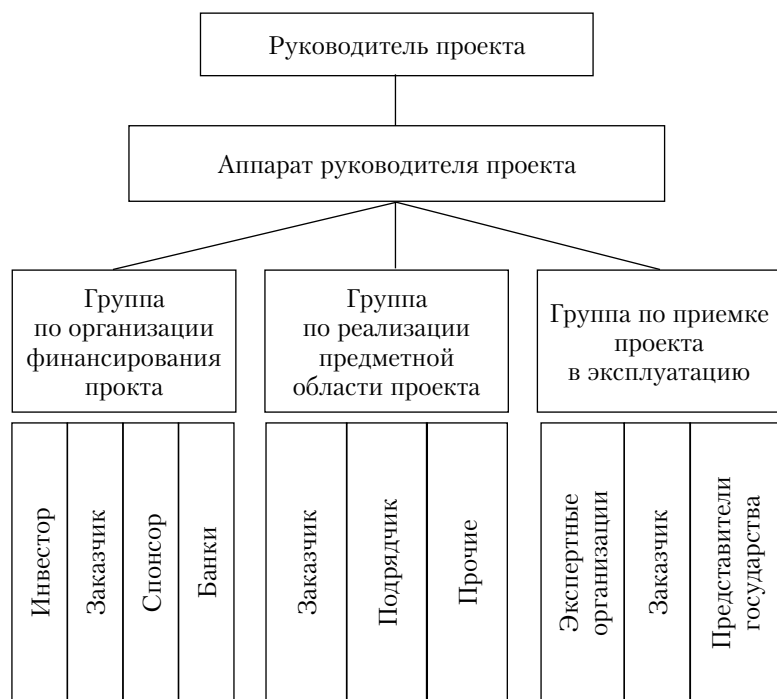 Руководитель проекта
Аппарат руководителя проекта
Группа
по организации
финансирования
прокта
Группа
по реализации
предметной
области проекта
Группа по приемке
проекта
в эксплуатацию
Инвестор
Заказчик
Спонсор
Банки
Заказчик
Подрядчик
Прочие
Экспертные
организации
Заказчик
Представители
государства